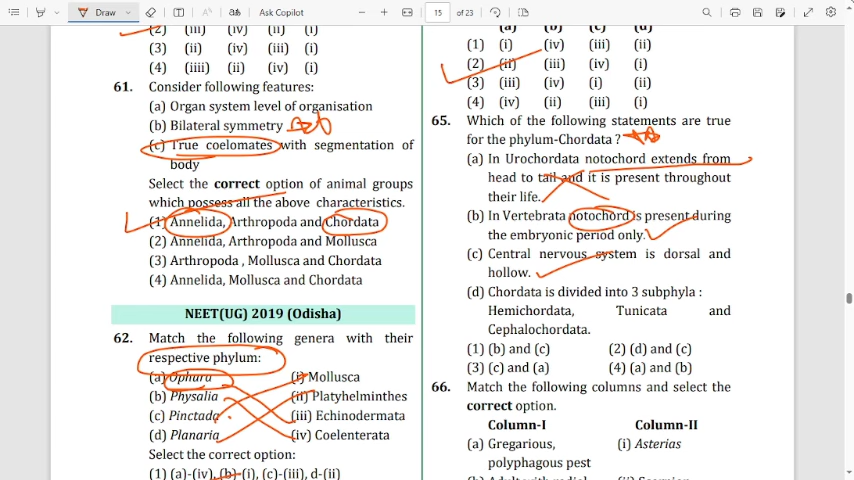 Draw
Ask Copilot
15 of 23
(2) (iii) (iv) (ii) (i)
(3) (ii) (iv) (iii) (i)
(4) (iiii) (ii) (iv) (i)
61. Consider following features:
(a) Organ system level of organisation
(b) Bilateral symmetry
(c) True coelomates with segmentation of
body
Select the correct option of animal groups
which possess all the above characteristics.
(1) Annelida, Arthropoda and Chordata
(2) Annelida, Arthropoda and Mollusca
(3) Arthropoda , Mollusca and Chordata
(4) Annelida, Mollusca and Chordata
NEET(UG) 2019 (Odisha)
62. Match the following genera with their
respective phylum:
(a) Ophura (i) Mollusca
(b) Physalia (ii) Platyhelminthes
(c) Pinctada (iii) Echinodermata
(d) Planaria (iv) Coelenterata
Select the correct option:
(1) (a)-(iv), (b)-(i), (c)-(iii), d-(ii)
(a) (b) (c) (d)
(1) (i) (iv) (iii) (ii)
(2) (ii) (iii) (iv) (i)
(3) (iii) (iv) (i) (ii)
(4) (iv) (ii) (iii) (i)
65. Which of the following statements are true
for the phylum-Chordata ?
(a) In Urochordata notochord extends from
head to tail and it is present throughout
their life.
(b) In Vertebrata notochord is present during
the embryonic period only.
(c) Central nervous system is dorsal and
hollow.
(d) Chordata is divided into 3 subphyla :
Hemichordata, Tunicata and
Cephalochordata.
(1) (b) and (c) (2) (d) and (c)
(3) (c) and (a) (4) (a) and (b)
66. Match the following columns and select the
correct option.
Column-I Column-II
(a) Gregarious, (i) Asterias
polyphagous pest
(b) Adult with radial (ii) Scorpion